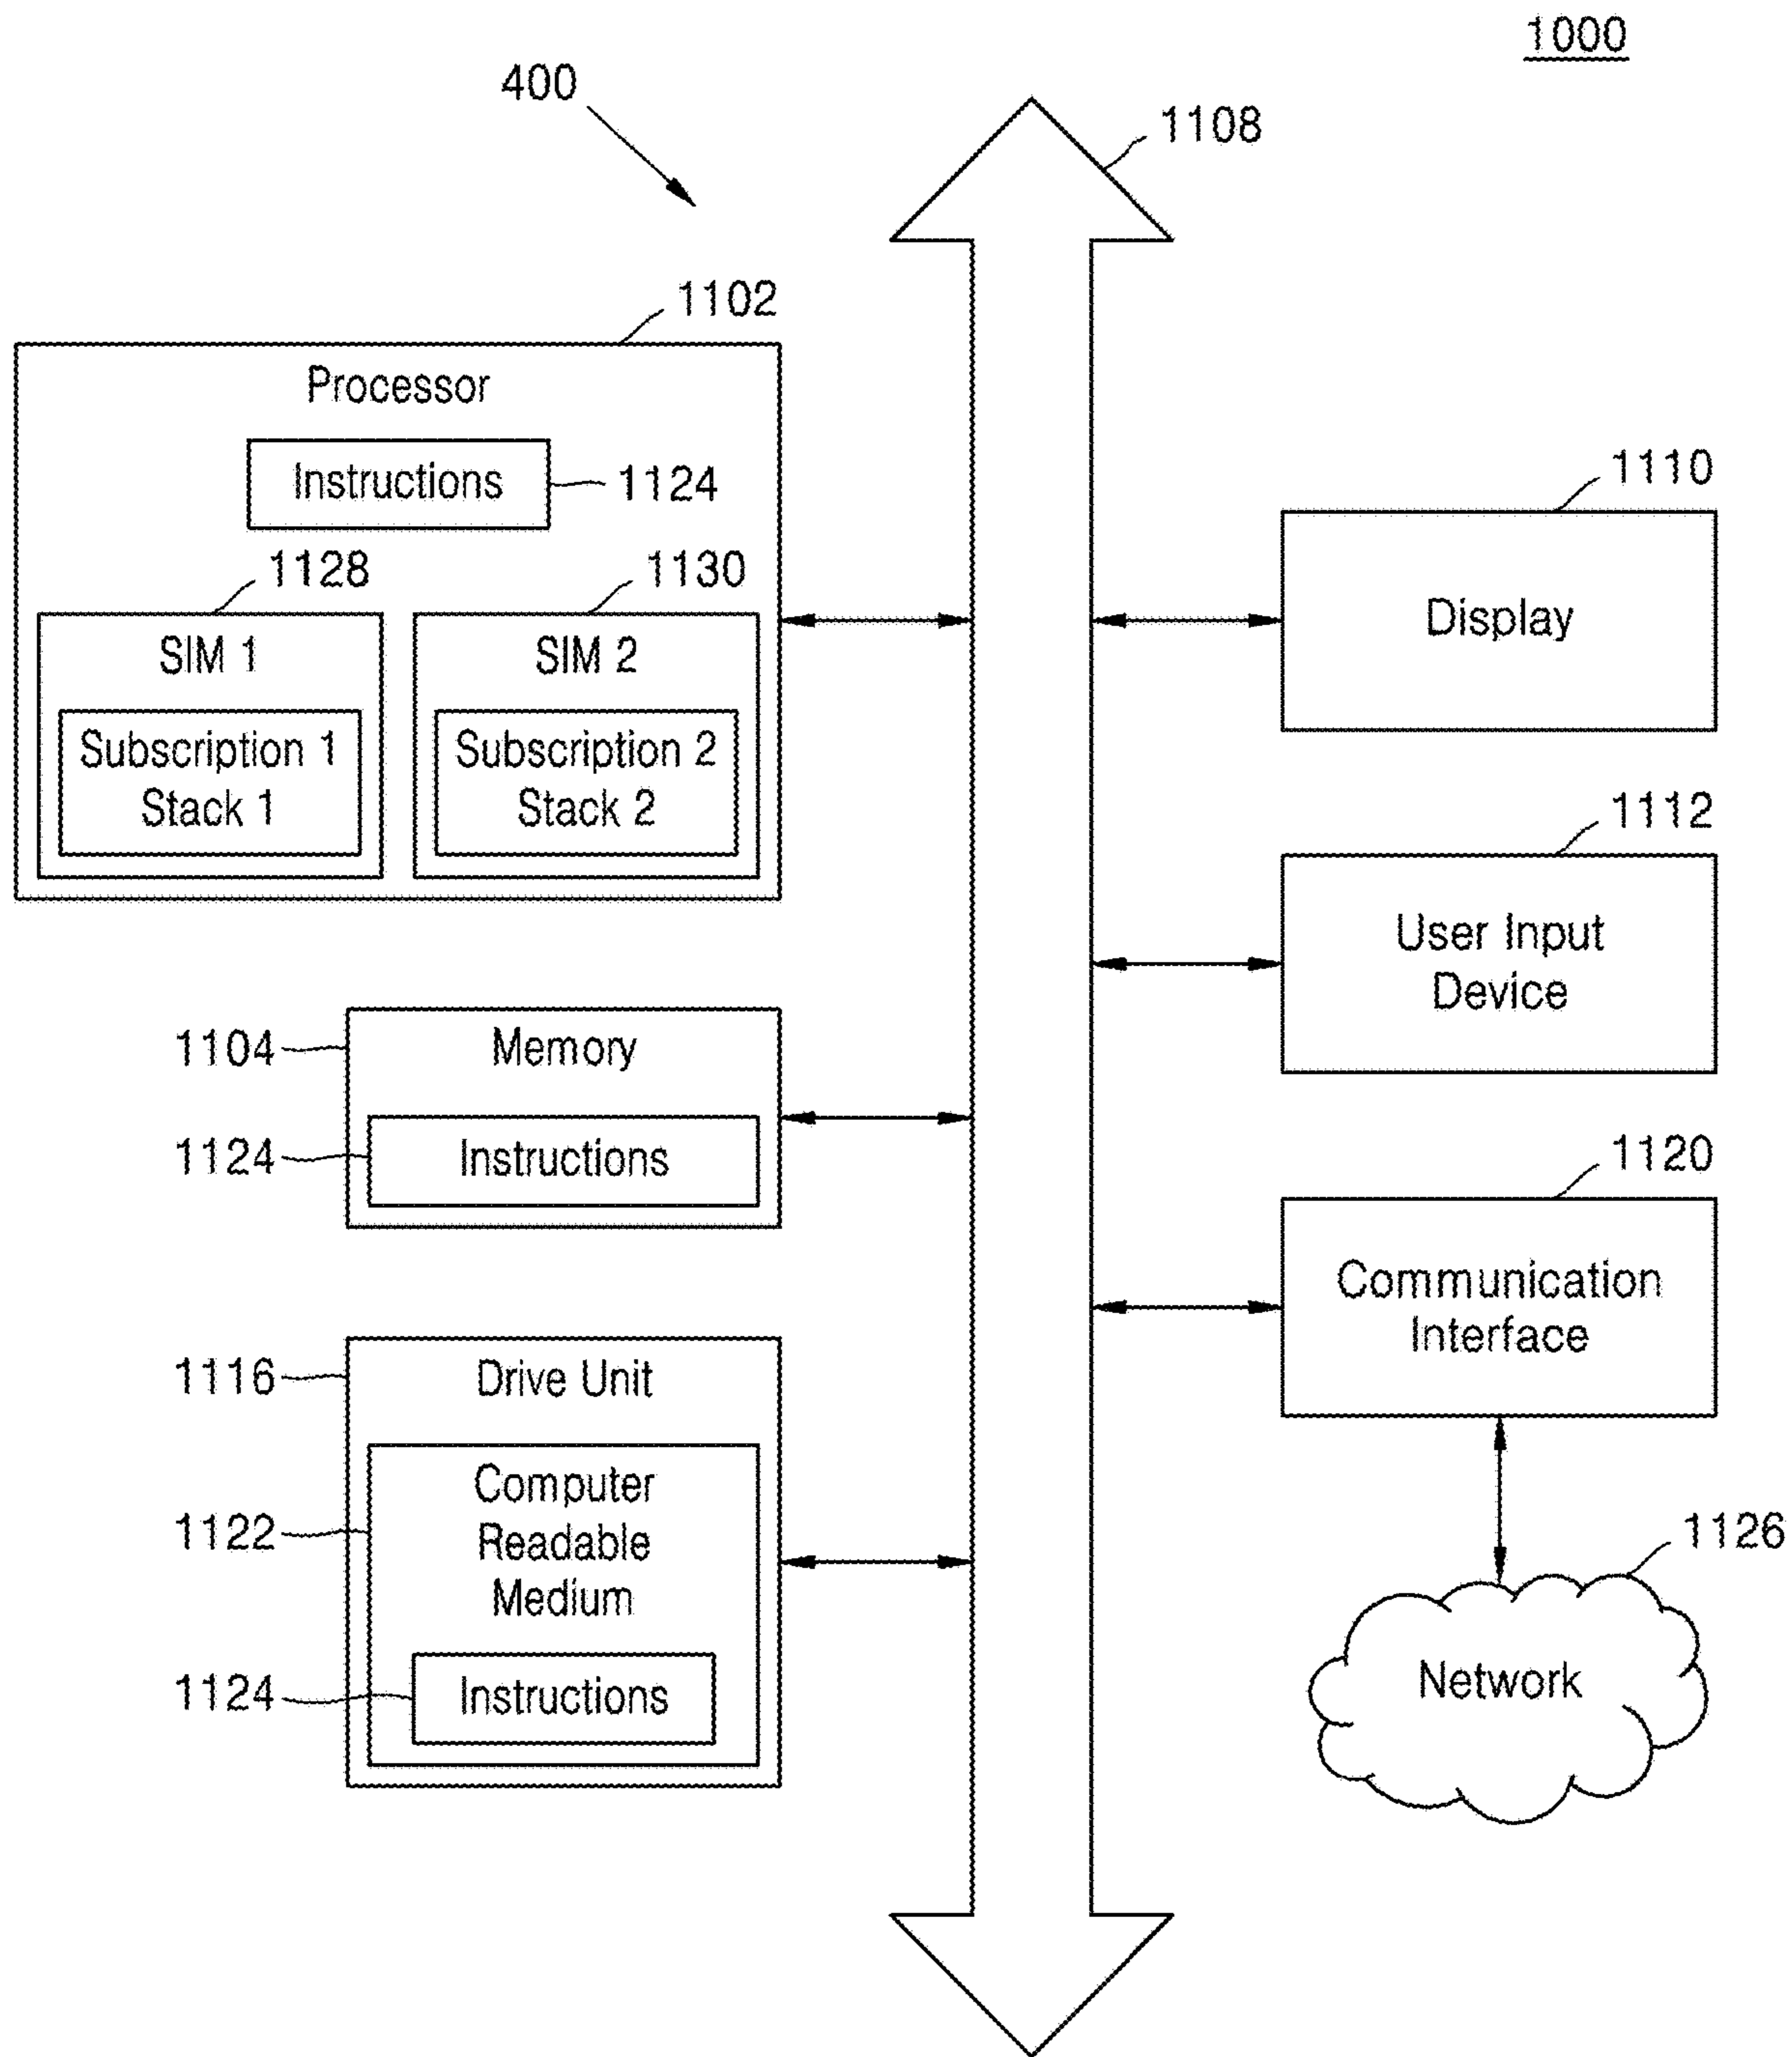 1000
400
1108
1102
Processor
Instructions
1124
1128
1130
SIM 1
Subscription 1
Stack 1
SIM 2
Subscription 2
Stack 2
1104
Memory
1124
Instructions
1116
Drive Unit
1122
Computer
Readable
Medium
1124
Instructions
1110
Display
1112
User Input
Device
1120
Communication
Interface
1126
Network